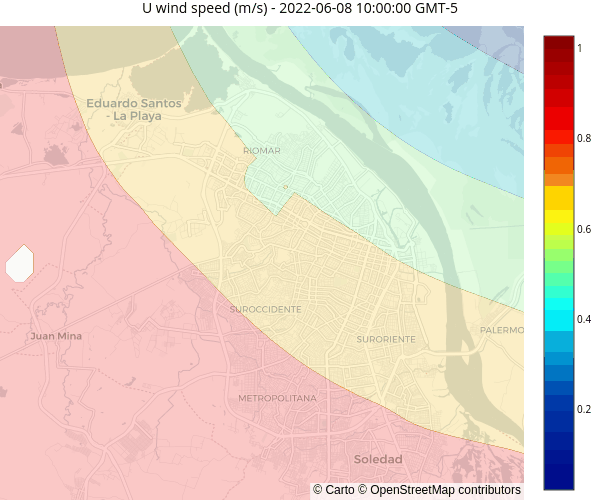 U wind speed (m/s) - 2022-06-08 10:00:00 GMT-5
1
Eduardo Santos
- La Playa
0.8
RIOMAR
0.6
SUROCCIDENTE
0.4
PALERMO
Juan Mina
SURORIENTE
METROPOLITANA
0.2
Soledad
© Carto © OpenStreetMap contributors